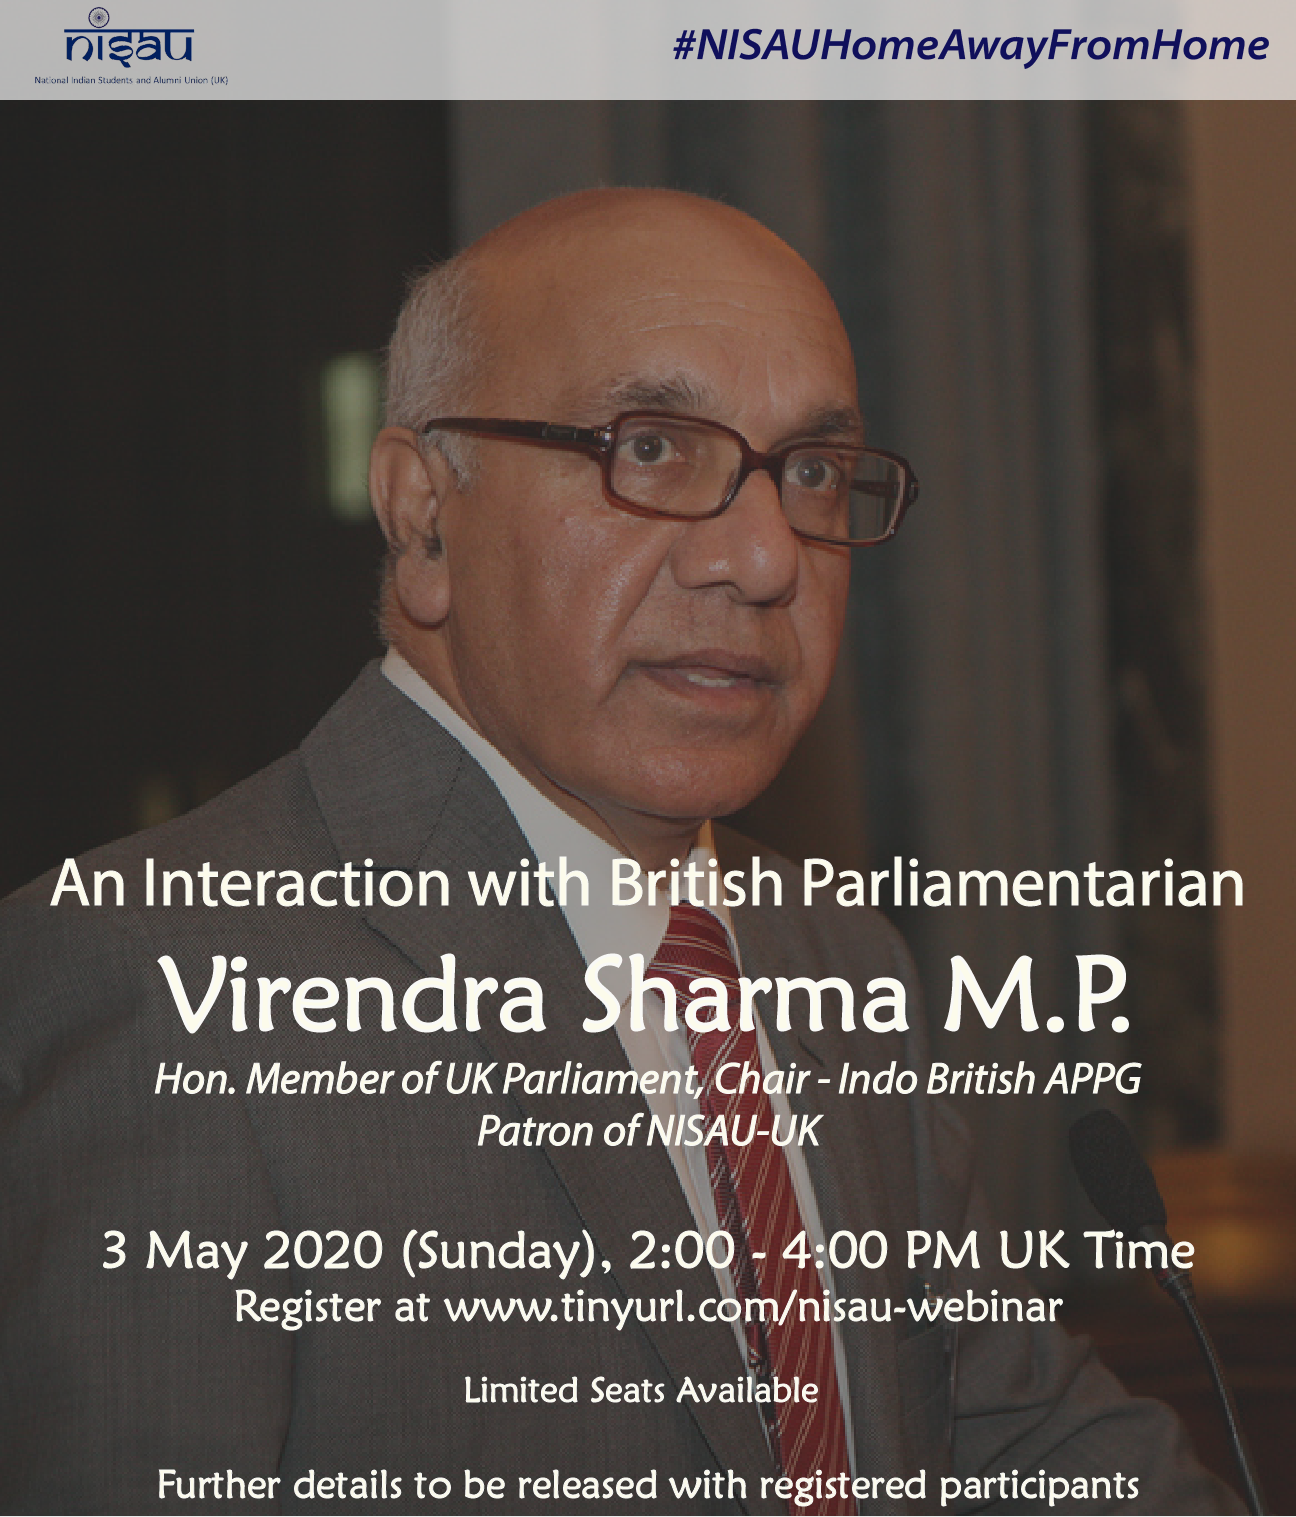 nisau
National Indian Students and Alumni Union (UK)
#NISAUHomeAwayFromHome
An Interaction with British Parliamentarian
Virendra Sharma M.P.
Hon. Member of UK Parliament, Chair - Indo British APPG
Patron of NISAU-UK
3 May 2020 (Sunday), 2:00 - 4:00 PM UK Time
Register at www.tinyurl.com/nisau-webinar
Limited Seats Available
Further details to be released with registered participants